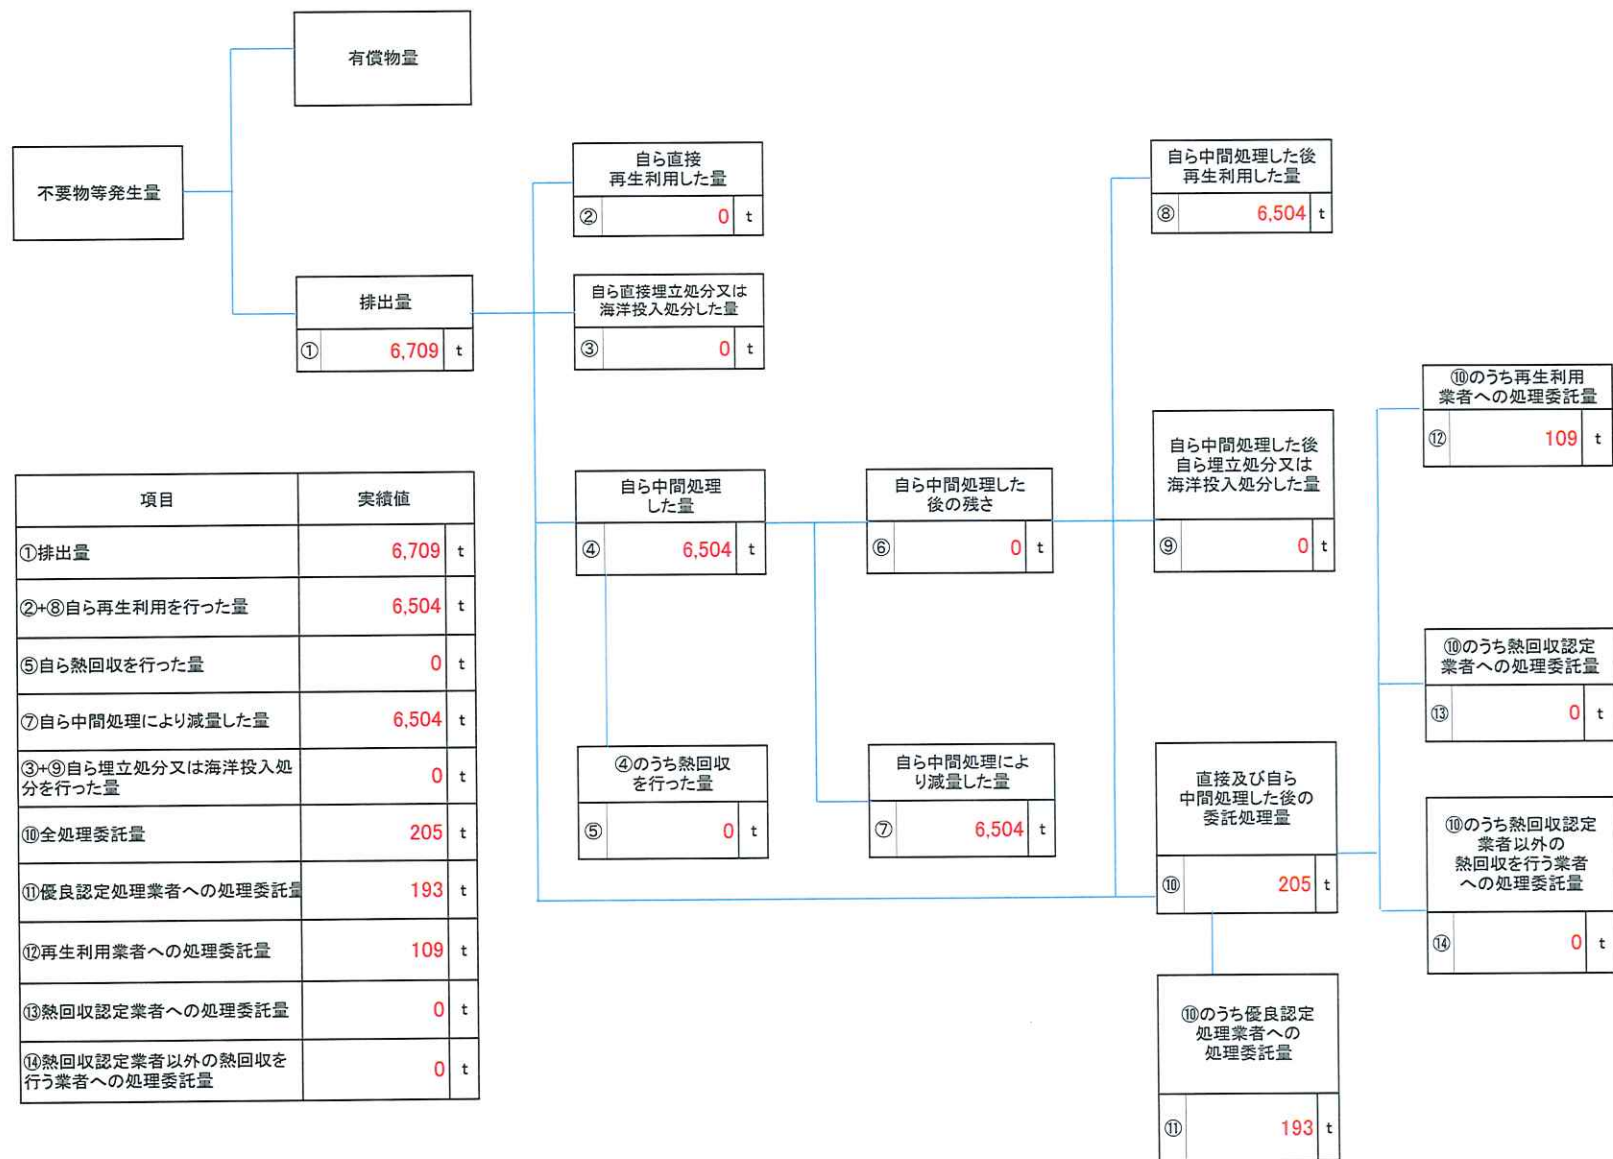 有償物量
不要物等発生量
排出量
① 6,709 t
自ら直接
再生利用した量
② 0 t
自ら直接埋立処分又は
海洋投入処分した量
③ 0 t
自ら中間処理
した量
④ 6,504 t
④のうち熱回収
を行った量
⑤ 0 t
自ら中間処理した
後の残さ
⑥ 0 t
自ら中間処理によ
り減量した量
⑦ 6,504 t
自ら中間処理した後
再生利用した量
⑧ 6,504 t
自ら中間処理した後
自ら埋立処分又は
海洋投入処分した量
⑨ 0 t
直接及び自ら
中間処理した後の
委託処理量
⑩ 205 t
⑩のうち優良認定
処理業者への
処理委託量
⑪ 193 t
⑩のうち再生利用
業者への処理委託量
⑫ 109 t
⑩のうち熱回収認定
業者への処理委託量
⑬ 0 t
⑩のうち熱回収認定
業者以外の
熱回収を行う業者
への処理委託量
⑭ 0 t
項目 実績値
①排出量 6,709 t
②+⑧自ら再生利用を行った量 6,504 t
⑤自ら熱回収を行った量 0 t
⑦自ら中間処理により減量した量 6,504 t
③+⑨自ら埋立処分又は海洋投入処
分を行った量 0 t
⑩全処理委託量 205 t
⑪優良認定処理業者への処理委託量 193 t
⑫再生利用業者への処理委託量 109 t
⑬熱回収認定業者への処理委託量 0 t
⑭熱回収認定業者以外の熱回収を
行う業者への処理委託量 0 t